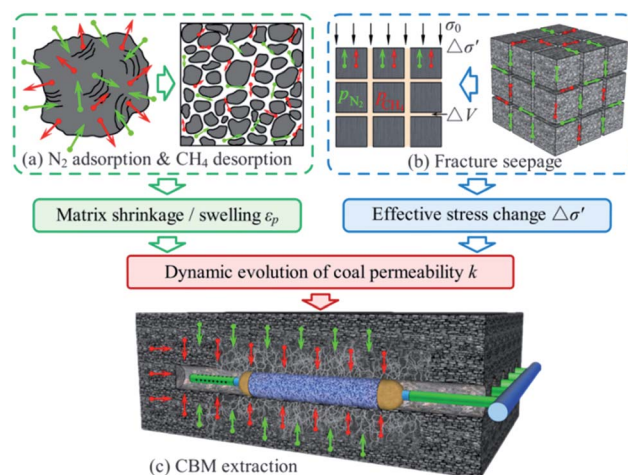 σ₀
△σ′
p_N₂
p_CH₄
△V
(a) N₂ adsorption & CH₄ desorption
(b) Fracture seepage
Matrix shrinkage / swelling ε_p
Effective stress change △σ′
Dynamic evolution of coal permeability k
(c) CBM extraction